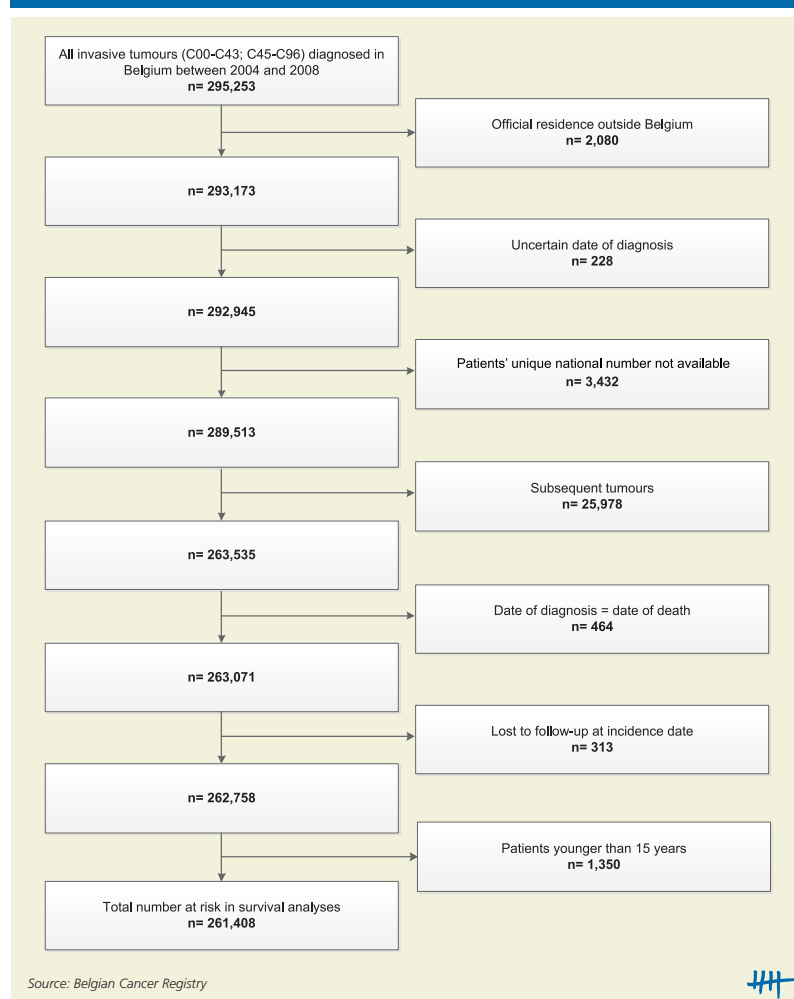 All invasive tumours (C00-C43; C45-C96) diagnosed in
Belgium between 2004 and 2008
n= 295,253
Official residence outside Belgium
n= 2,080
n= 293,173
Uncertain date of diagnosis
n= 228
n= 292,945
Patients' unique national number not available
n= 3,432
n= 289,513
Subsequent tumours
n= 25,978
n= 263,535
Date of diagnosis = date of death
n= 464
n= 263,071
Lost to follow-up at incidence date
n= 313
n= 262,758
Patients younger than 15 years
n= 1,350
Total number at risk in survival analyses
n= 261,408
Source: Belgian Cancer Registry